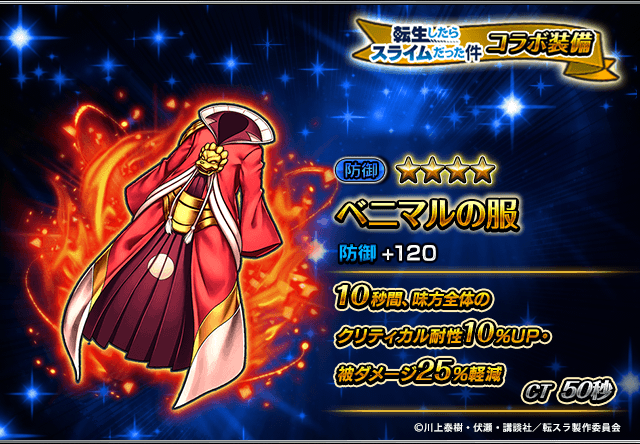 転生したら
スライムだった件
コラボ装備
防御
ベニマルの服
防御 +120
10秒間、味方全体の
クリティカル耐性10%UP・
被ダメージ25%軽減
CT 50秒
©川上泰樹・伏瀬・講談社／転スラ製作委員会